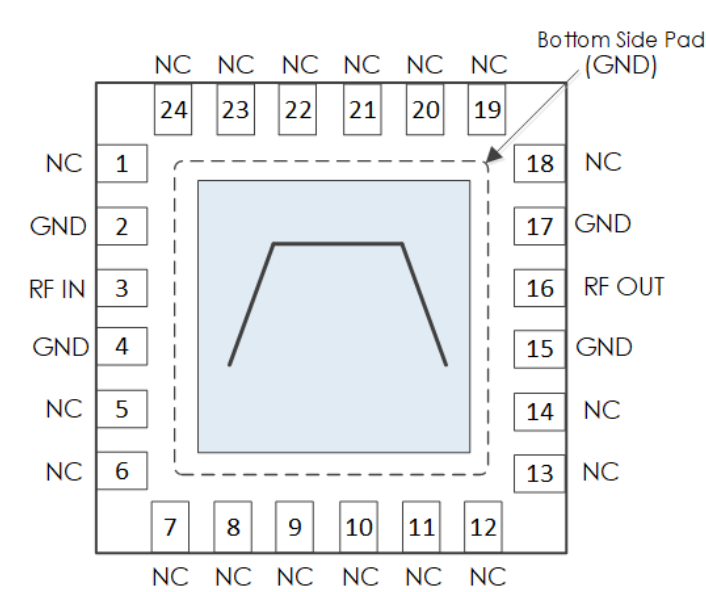 Bottom Side Pad
(GND)
NC NC NC NC NC NC
24 23 22 21 20 19
NC 1 18 NC
GND 2 17 GND
RF IN 3 16 RF OUT
GND 4 15 GND
NC 5 14 NC
NC 6 13 NC
7 8 9 10 11 12
NC NC NC NC NC NC